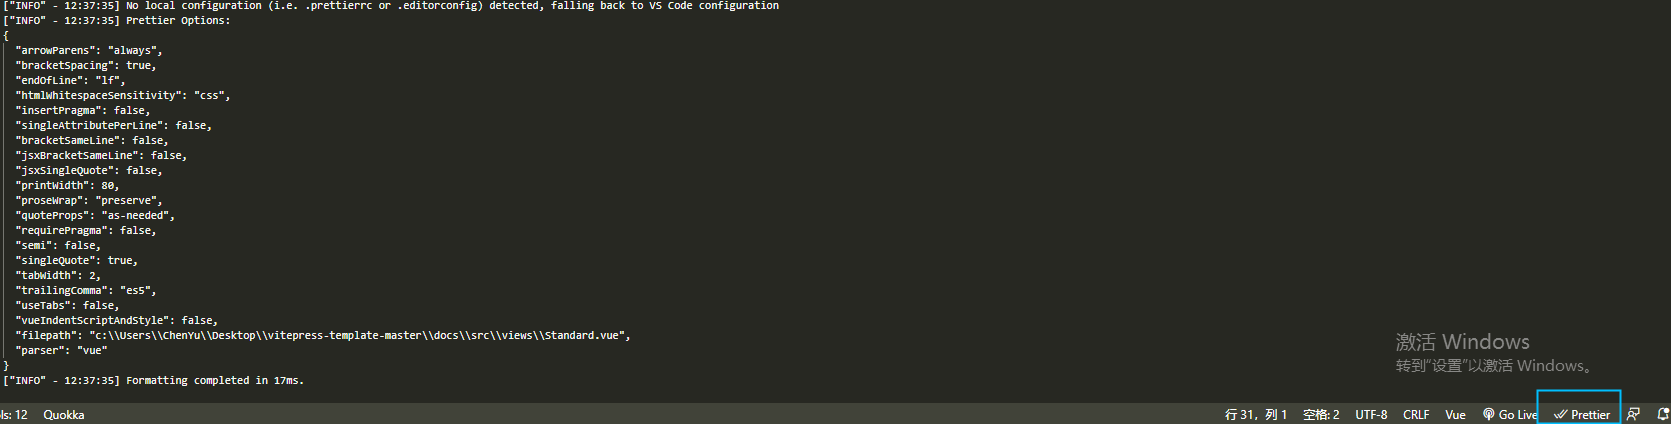 ["INFO" - 12:37:35] No local configuration (i.e. .prettierrc or .editorconfig) detected, falling back to VS Code configuration
["INFO" - 12:37:35] Prettier Options:
{
  "arrowParens": "always",
  "bracketSpacing": true,
  "endOfLine": "lf",
  "htmlWhitespaceSensitivity": "css",
  "insertPragma": false,
  "singleAttributePerLine": false,
  "bracketSameLine": false,
  "jsxBracketSameLine": false,
  "jsxSingleQuote": false,
  "printWidth": 80,
  "proseWrap": "preserve",
  "quoteProps": "as-needed",
  "requirePragma": false,
  "semi": false,
  "singleQuote": true,
  "tabWidth": 2,
  "trailingComma": "es5",
  "useTabs": false,
  "vueIndentScriptAndStyle": false,
  "filepath": "c:\\Users\\ChenYu\\Desktop\\vitepress-template-master\\docs\\src\\views\\Standard.vue",
  "parser": "vue"
}
["INFO" - 12:37:35] Formatting completed in 17ms.
激活 Windows
转到"设置"以激活 Windows。
ls: 12 Quokka 行 31，列 1 空格: 2 UTF-8 CRLF Vue Go Live Prettier